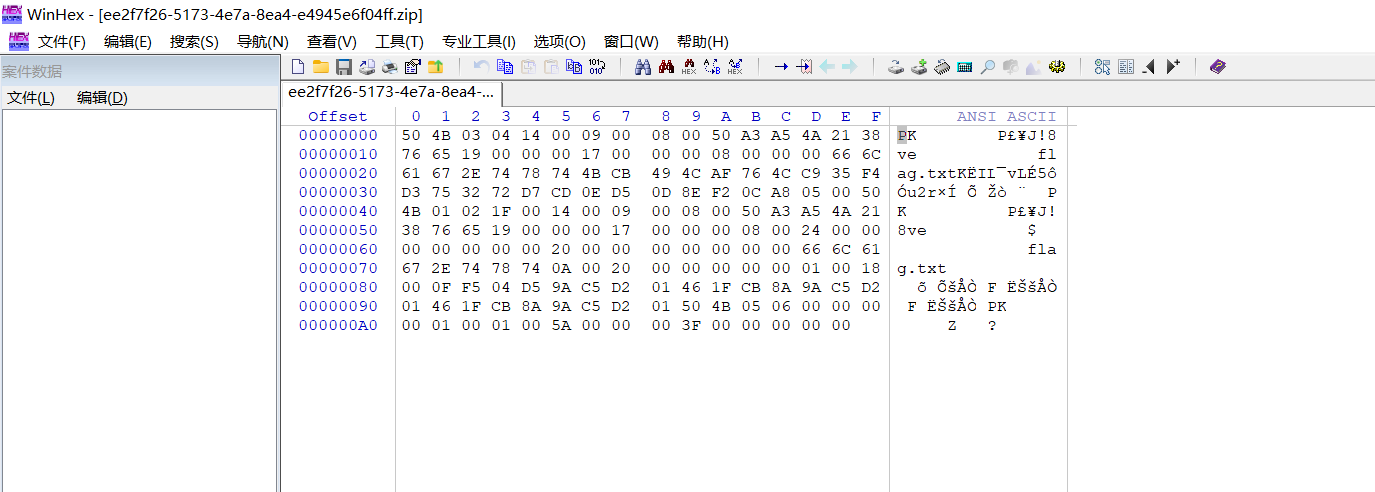 WinHex - [ee2f7f26-5173-4e7a-8ea4-e4945e6f04ff.zip]
文件(F) 编辑(E) 搜索(S) 导航(N) 查看(V) 工具(T) 专业工具(I) 选项(O) 窗口(W) 帮助(H)
案件数据
文件(L) 编辑(D)
ee2f7f26-5173-4e7a-8ea4-...
Offset 0 1 2 3 4 5 6 7 8 9 A B C D E F ANSI ASCII
00000000 50 4B 03 04 14 00 09 00 08 00 50 A3 A5 4A 21 38 PK P£¥J!8
00000010 76 65 19 00 00 00 17 00 00 00 08 00 00 00 66 6C ve fl
00000020 61 67 2E 74 78 74 4B CB 49 4C AF 76 4C C9 35 F4 ag.txtKËIL¯vLÉ5ô
00000030 D3 75 32 72 D7 CD 0E D5 0D 8E F2 0C A8 05 00 50 Óu2r×Í Õ Žò ¨ P
00000040 4B 01 02 1F 00 14 00 09 00 08 00 50 A3 A5 4A 21 K P£¥J!
00000050 38 76 65 19 00 00 00 17 00 00 00 08 00 24 00 00 8ve $
00000060 00 00 00 00 00 20 00 00 00 00 00 00 00 66 6C 61 fla
00000070 67 2E 74 78 74 0A 00 20 00 00 00 00 00 01 00 18 g.txt
00000080 00 0F F5 04 D5 9A C5 D2 01 46 1F CB 8A 9A C5 D2 õ ÕšÅÒ F ËŠšÅÒ
00000090 01 46 1F CB 8A 9A C5 D2 01 50 4B 05 06 00 00 00 F ËŠšÅÒ PK
000000A0 00 01 00 01 00 5A 00 00 00 3F 00 00 00 00 00 Z ?